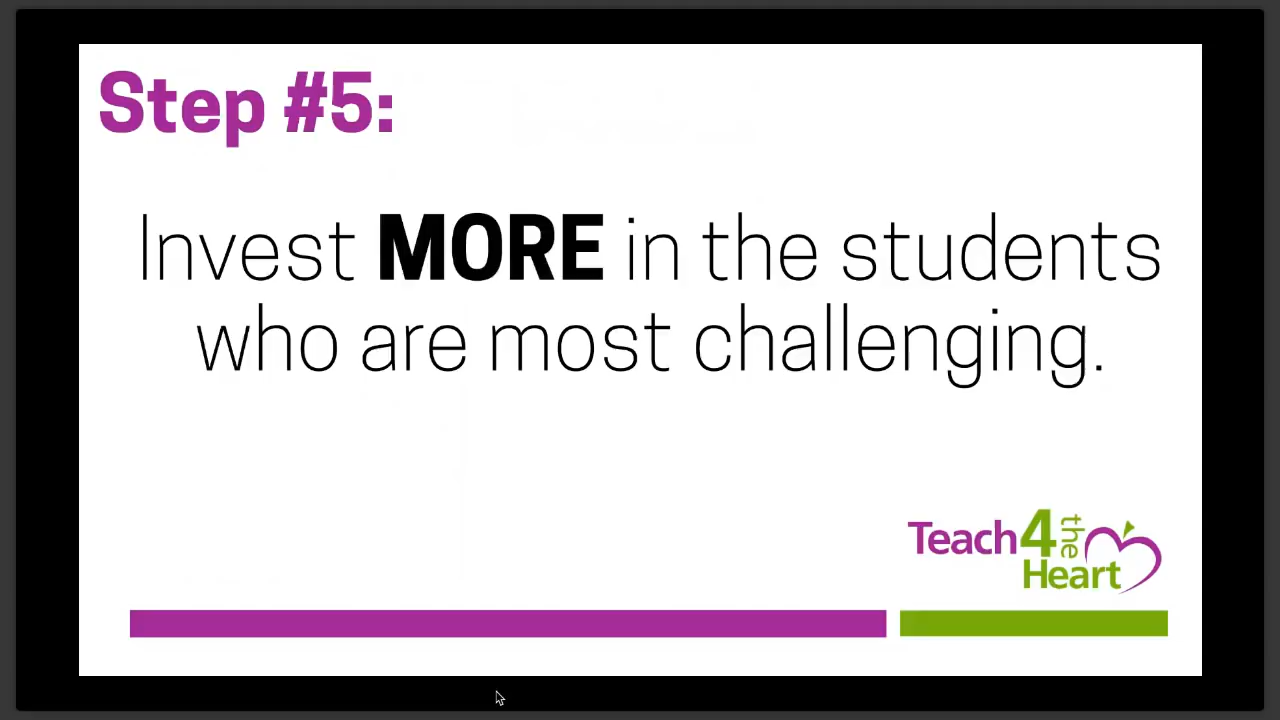 Step #5:
Invest MORE in the students
who are most challenging.
Teach4the
Heart